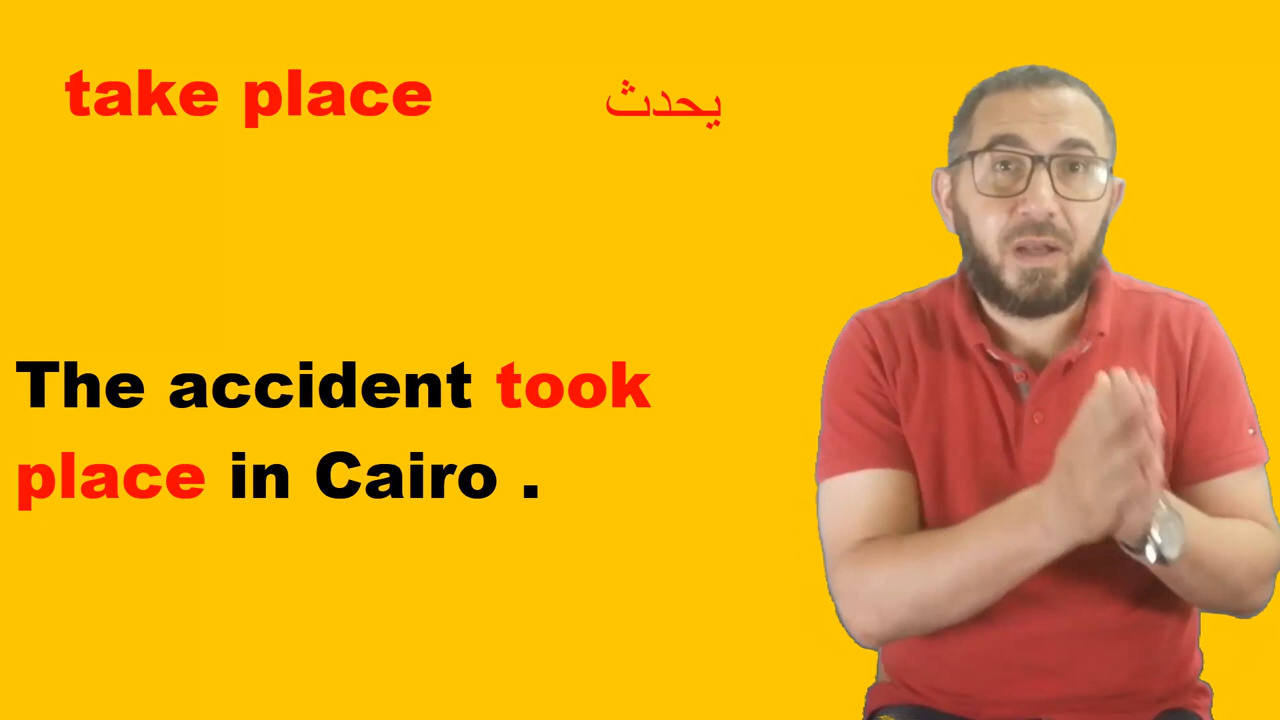 take place
يحدث
The accident took
place in Cairo .